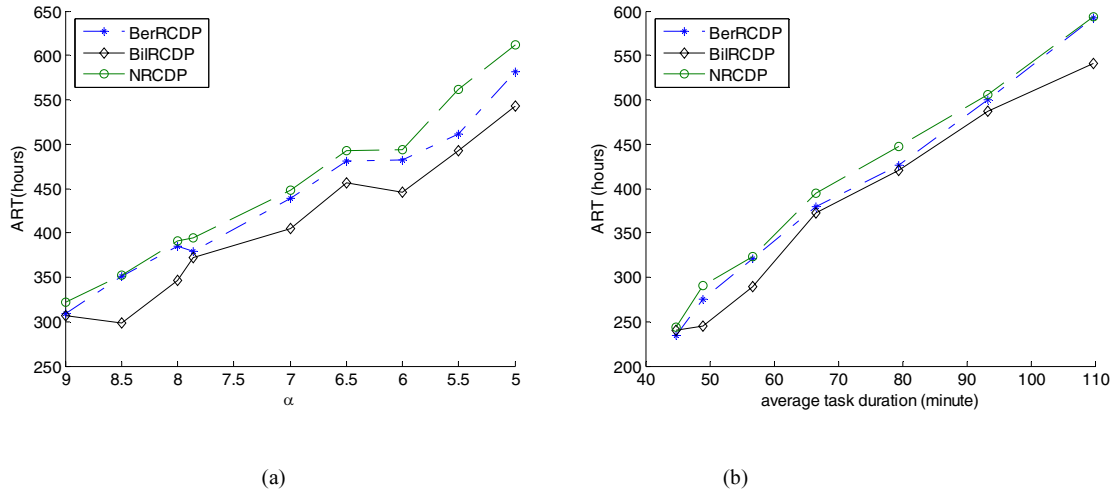 650
600
550
500
450
400
350
300
250
ART(hours)
BerRCDP
BilRCDP
NRCDP
9 8.5 8 7.5 7 6.5 6 5.5 5
α
(a)
600
550
500
450
400
350
300
250
200
ART (hours)
BerRCDP
BilRCDP
NRCDP
40 50 60 70 80 90 100 110
average task duration (minute)
(b)